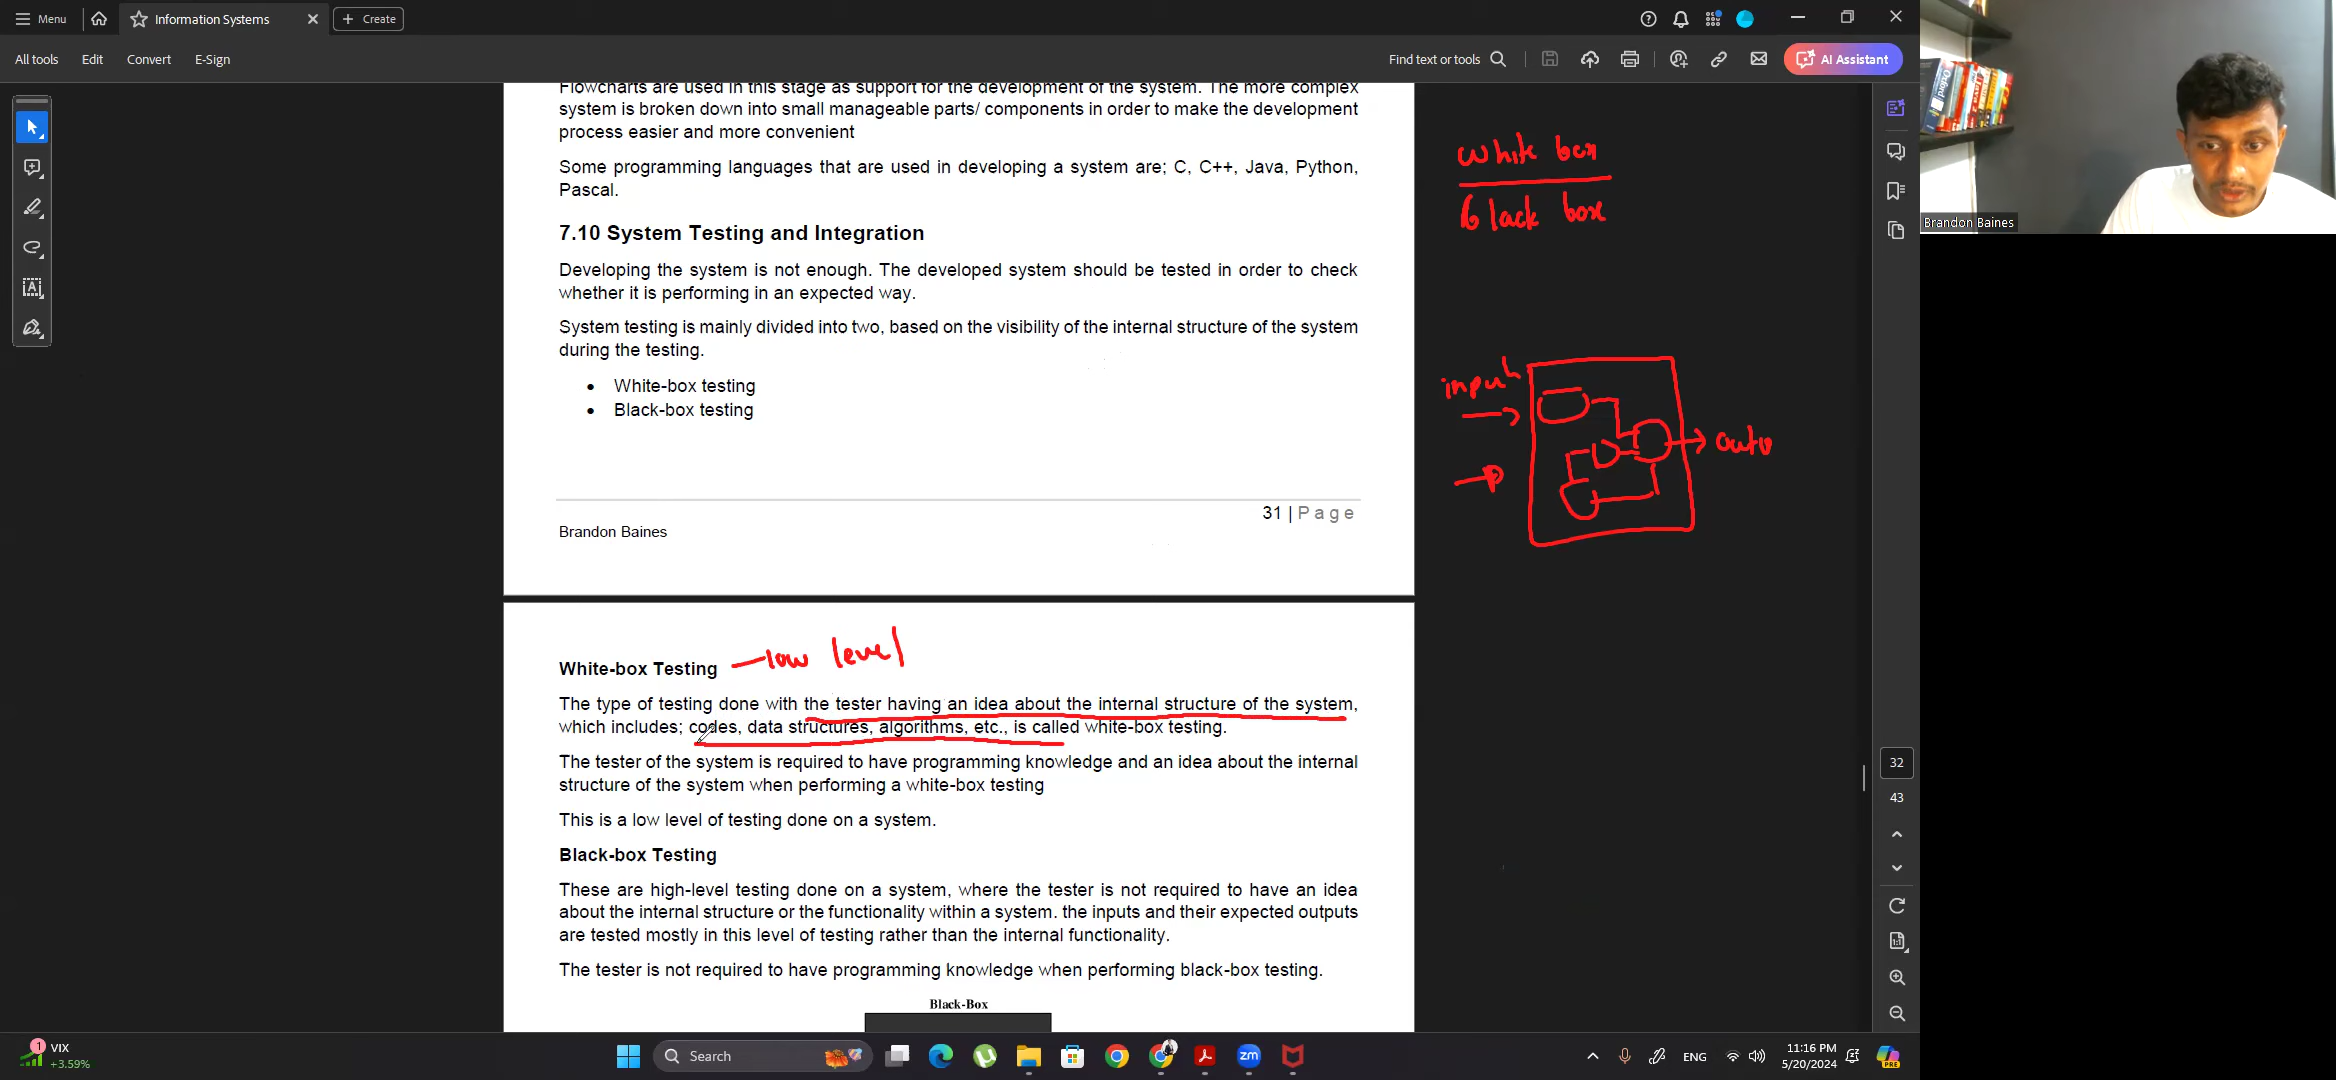 Menu
Information Systems
Create
All tools
Edit
Convert
E-Sign
Find text or tools
AI Assistant
Flowcharts are used in this stage as support for the development of the system. The more complex
system is broken down into small manageable parts/ components in order to make the development
process easier and more convenient
Some programming languages that are used in developing a system are; C, C++, Java, Python,
Pascal.
7.10 System Testing and Integration
Developing the system is not enough. The developed system should be tested in order to check
whether it is performing in an expected way.
System testing is mainly divided into two, based on the visibility of the internal structure of the system
during the testing.
• White-box testing
• Black-box testing
31 | Page
Brandon Baines
White box
black box
input
White-box Testing
low level
The type of testing done with the tester having an idea about the internal structure of the system,
which includes; codes, data structures, algorithms, etc., is called white-box testing.
The tester of the system is required to have programming knowledge and an idea about the internal
structure of the system when performing a white-box testing
This is a low level of testing done on a system.
Black-box Testing
These are high-level testing done on a system, where the tester is not required to have an idea
about the internal structure or the functionality within a system. the inputs and their expected outputs
are tested mostly in this level of testing rather than the internal functionality.
The tester is not required to have programming knowledge when performing black-box testing.
Black-Box
32
43
Brandon Baines
1
VIX
+3.59%
Search
zm
ENG
11:16 PM
5/20/2024
PRE